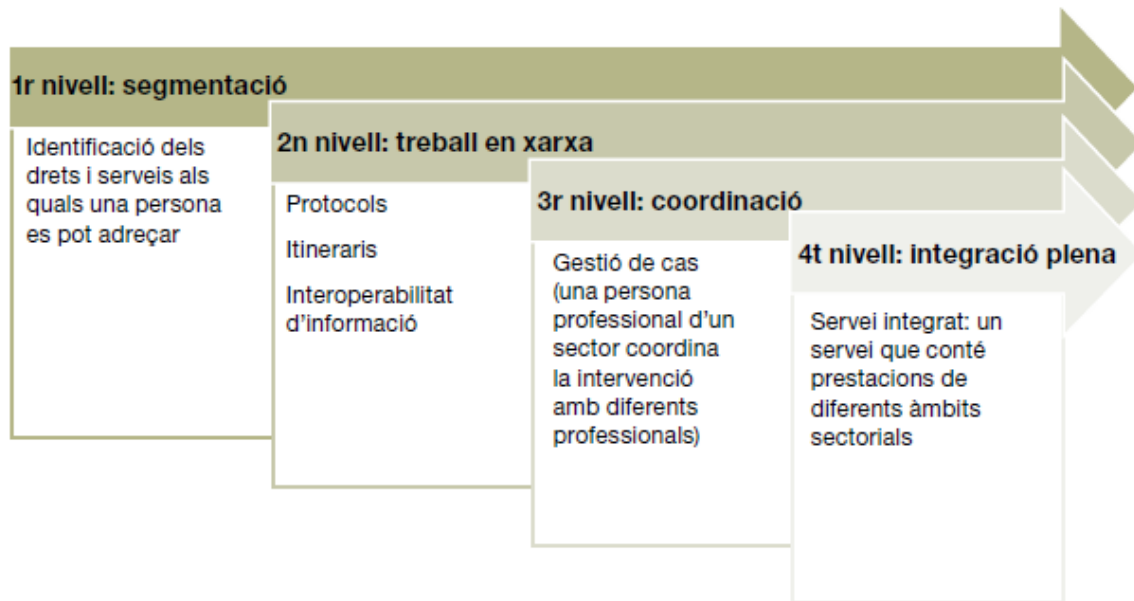 1r nivell: segmentació
Identificació dels
drets i serveis als
quals una persona
es pot adreçar
2n nivell: treball en xarxa
Protocols
Itineraris
Interoperabilitat
d'informació
3r nivell: coordinació
Gestió de cas
(una persona
professional d'un
sector coordina
la intervenció
amb diferents
professionals)
4t nivell: integració plena
Servei integrat: un
servei que conté
prestacions de
diferents àmbits
sectorials